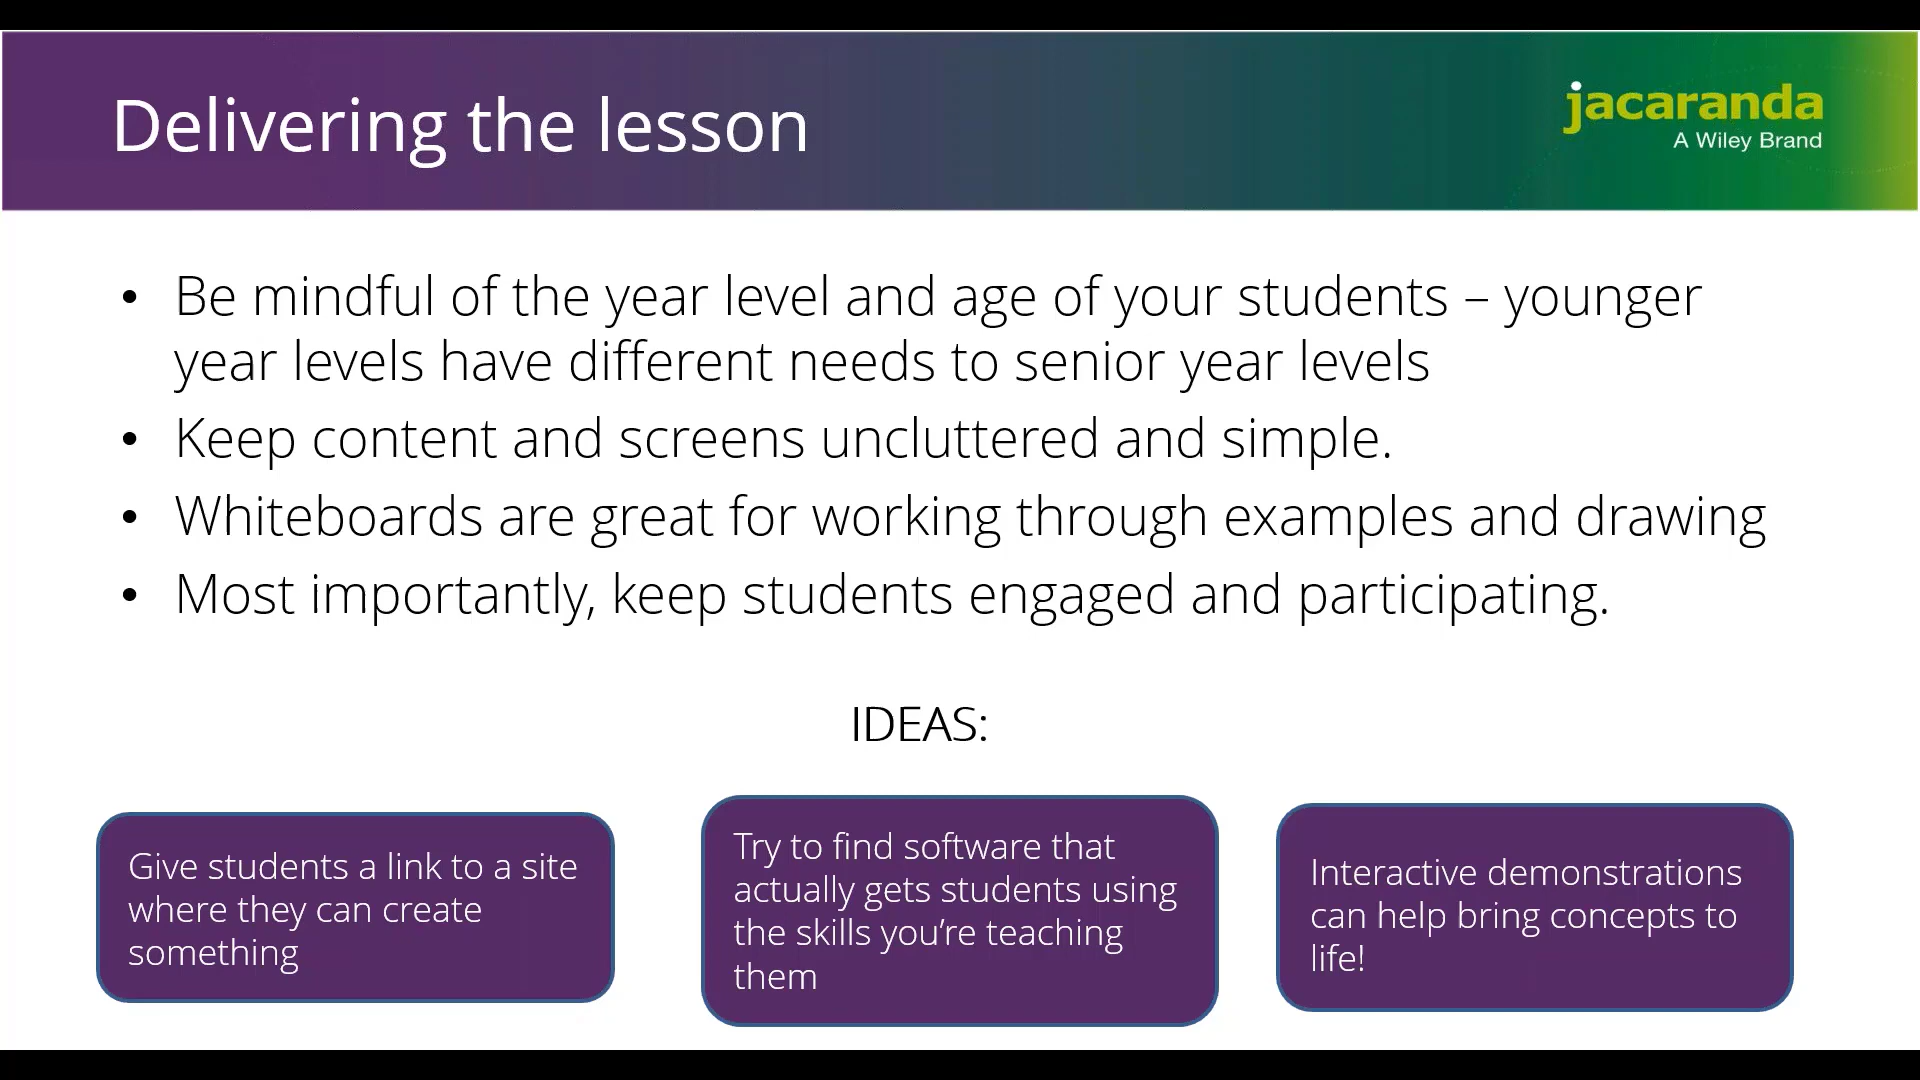 Delivering the lesson
jacaranda
A Wiley Brand
• Be mindful of the year level and age of your students – younger
year levels have different needs to senior year levels
• Keep content and screens uncluttered and simple.
• Whiteboards are great for working through examples and drawing
• Most importantly, keep students engaged and participating.
IDEAS:
Give students a link to a site
where they can create
something
Try to find software that
actually gets students using
the skills you’re teaching
them
Interactive demonstrations
can help bring concepts to
life!